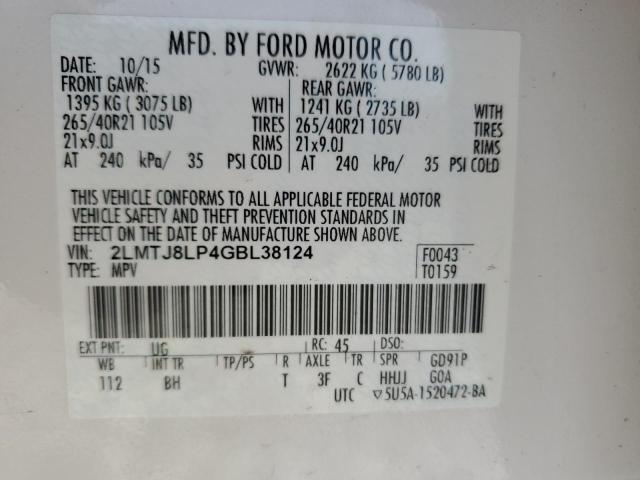 MFD. BY FORD MOTOR CO.
DATE: 10/15 GVWR: 2622 KG ( 5780 LB)
FRONT GAWR: REAR GAWR:
1395 KG ( 3075 LB) WITH 1241 KG ( 2735 LB) WITH
265/40R21 105V TIRES 265/40R21 105V TIRES
21x9.0J RIMS 21x9.0J RIMS
AT 240 kPa/ 35 PSI COLD AT 240 kPa/ 35 PSI COLD
THIS VEHICLE CONFORMS TO ALL APPLICABLE FEDERAL MOTOR
VEHICLE SAFETY AND THEFT PREVENTION STANDARDS IN
EFFECT ON THE DATE OF MANUFACTURE SHOWN ABOVE.
VIN: 2LMTJ8LP4GBL38124 F0043
TYPE: MPV T0159
EXT PNT: UG RC: 45 DSO:
WB INT TR TP/PS R AXLE TR SPR GD91P
112 BH T 3F C HHJJ GOA
UTC ▽5U5A-1520472-BA